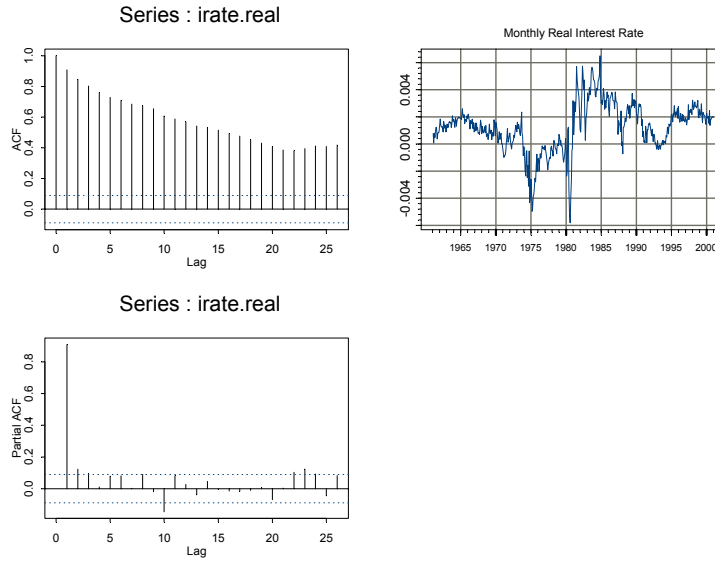 Series : irate.real
ACF
0.0 0.2 0.4 0.6 0.8 1.0
0 5 10 15 20 25
Lag
Monthly Real Interest Rate
-0.004 0.000 0.004
1965 1970 1975 1980 1985 1990 1995 2000
Series : irate.real
Partial ACF
0.0 0.2 0.4 0.6 0.8
0 5 10 15 20 25
Lag